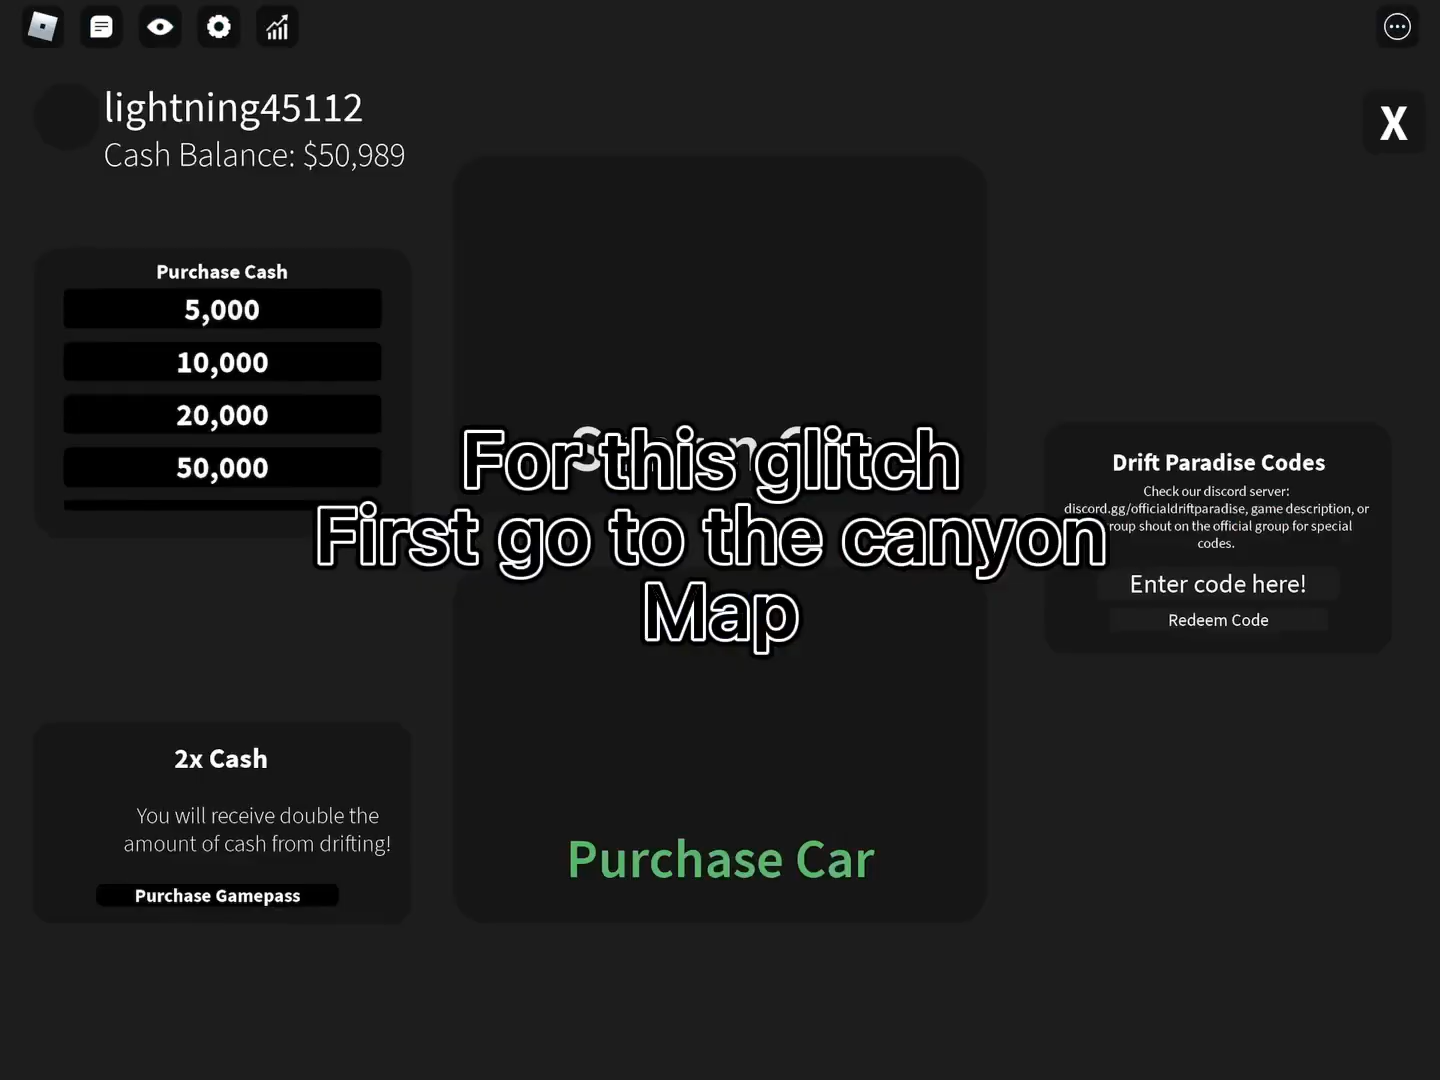 lightning45112
Cash Balance: $50,989
X
Purchase Cash
5,000
10,000
20,000
50,000
For this glitch
First go to the canyon
Map
Drift Paradise Codes
Check our discord server:
discord.gg/officialdriftparadise, game description, or
roup shout on the official group for special
codes.
Enter code here!
Redeem Code
2x Cash
You will receive double the
amount of cash from drifting!
Purchase Gamepass
Purchase Car